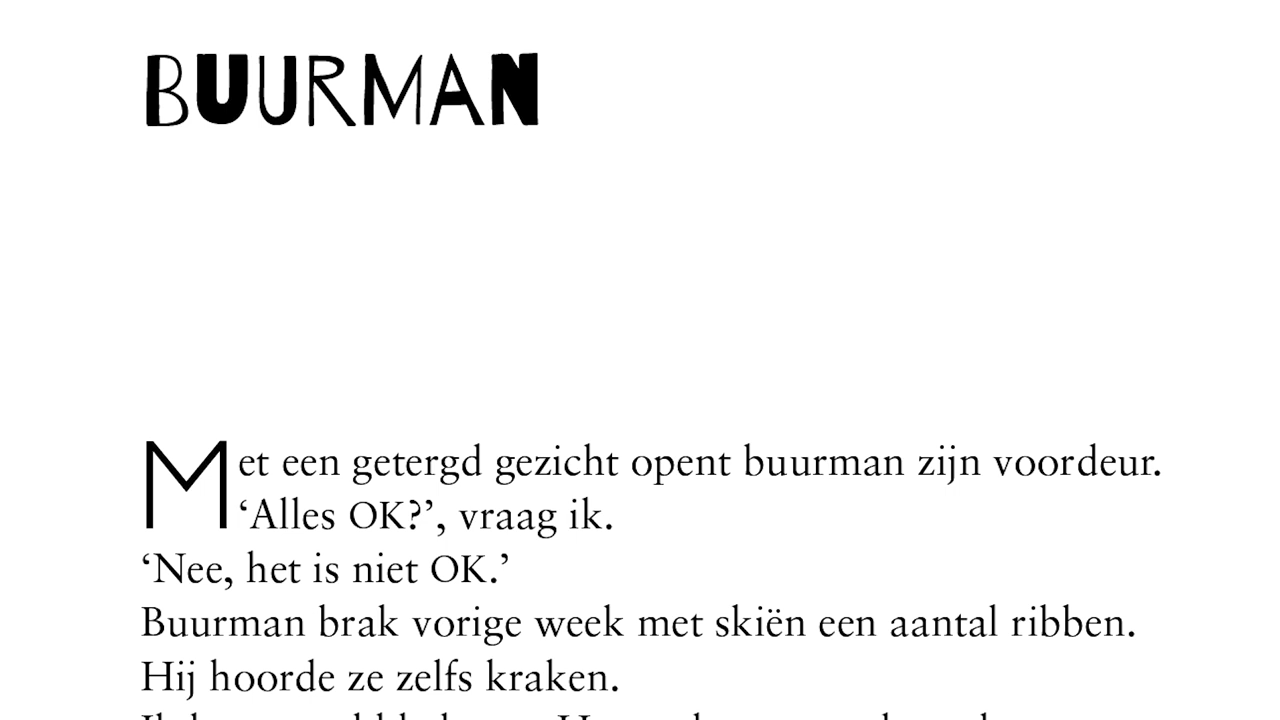 BUURMAN
Met een getergd gezicht opent buurman zijn voordeur.
‘Alles OK?’, vraag ik.
‘Nee, het is niet OK.’
Buurman brak vorige week met skiën een aantal ribben.
Hij hoorde ze zelfs kraken.